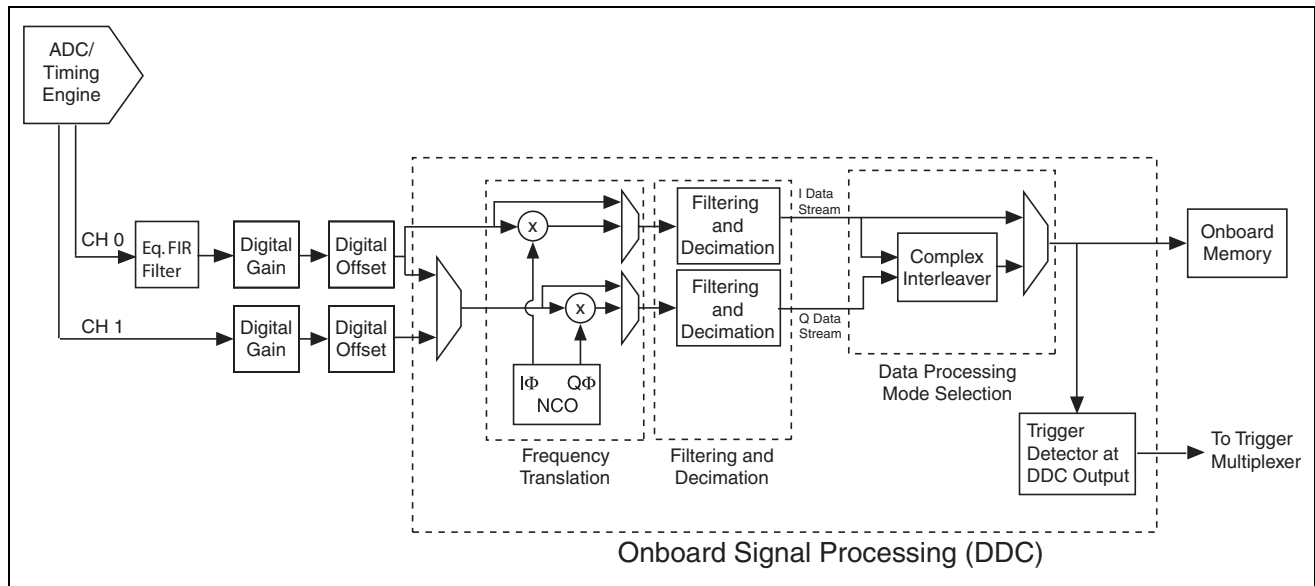 ADC/
Timing
Engine
CH 0
Eq. FIR
Filter
Digital
Gain
Digital
Offset
CH 1
Digital
Gain
Digital
Offset
x
x
IΦ QΦ
NCO
Frequency
Translation
Filtering
and
Decimation
Filtering
and
Decimation
Filtering and
Decimation
I Data
Stream
Q Data
Stream
Complex
Interleaver
Data Processing
Mode Selection
Onboard
Memory
Trigger
Detector at
DDC Output
To Trigger
Multiplexer
Onboard Signal Processing (DDC)